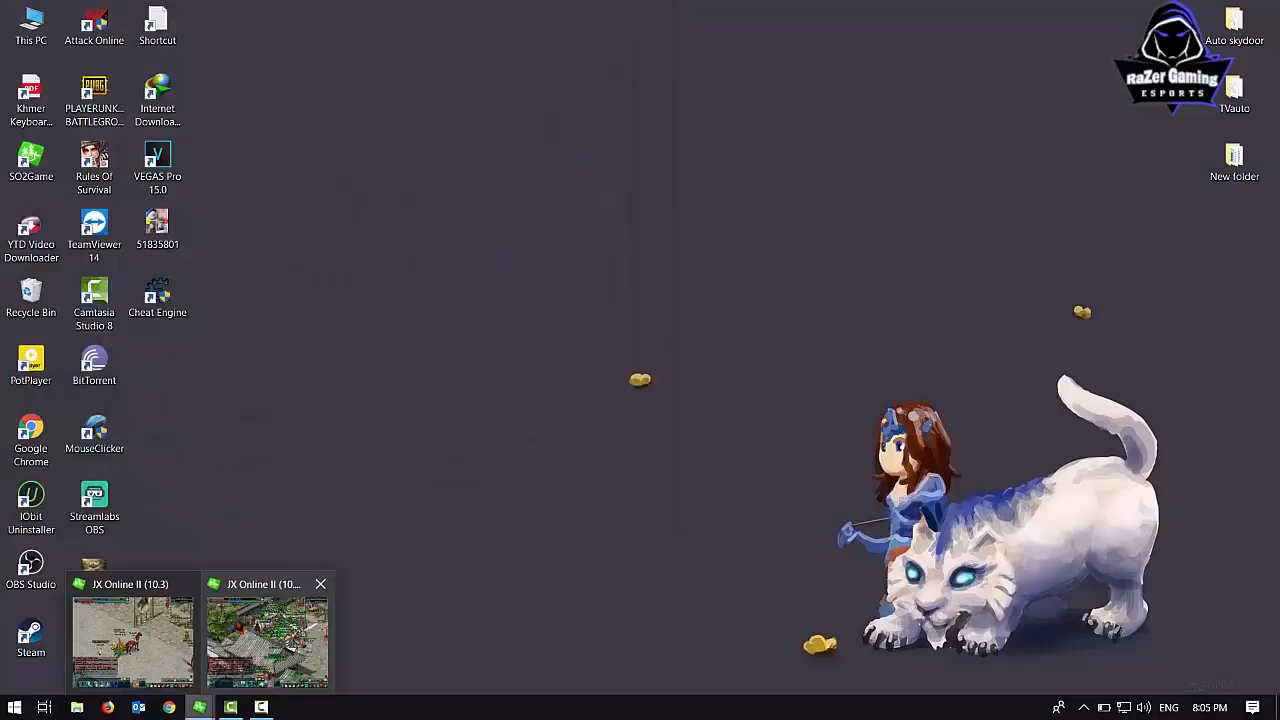 This PC
Attack Online
Shortcut
Khmer
Keyboar...
PLAYERUNK...
BATTLEGRO...
Internet
Downloa...
SO2Game
Rules Of
Survival
VEGAS Pro
15.0
YTD Video
Downloader
TeamViewer
14
51835801
Recycle Bin
Camtasia
Studio 8
Cheat Engine
PotPlayer
BitTorrent
Google
Chrome
MouseClicker
IObit
Uninstaller
Streamlabs
OBS
OBS Studio
Steam
Auto skydoor
RaZer Gaming
ESPORTS
TVauto
New folder
JX Online II (10.3)
JX Online II (10...
ENG
8:05 PM